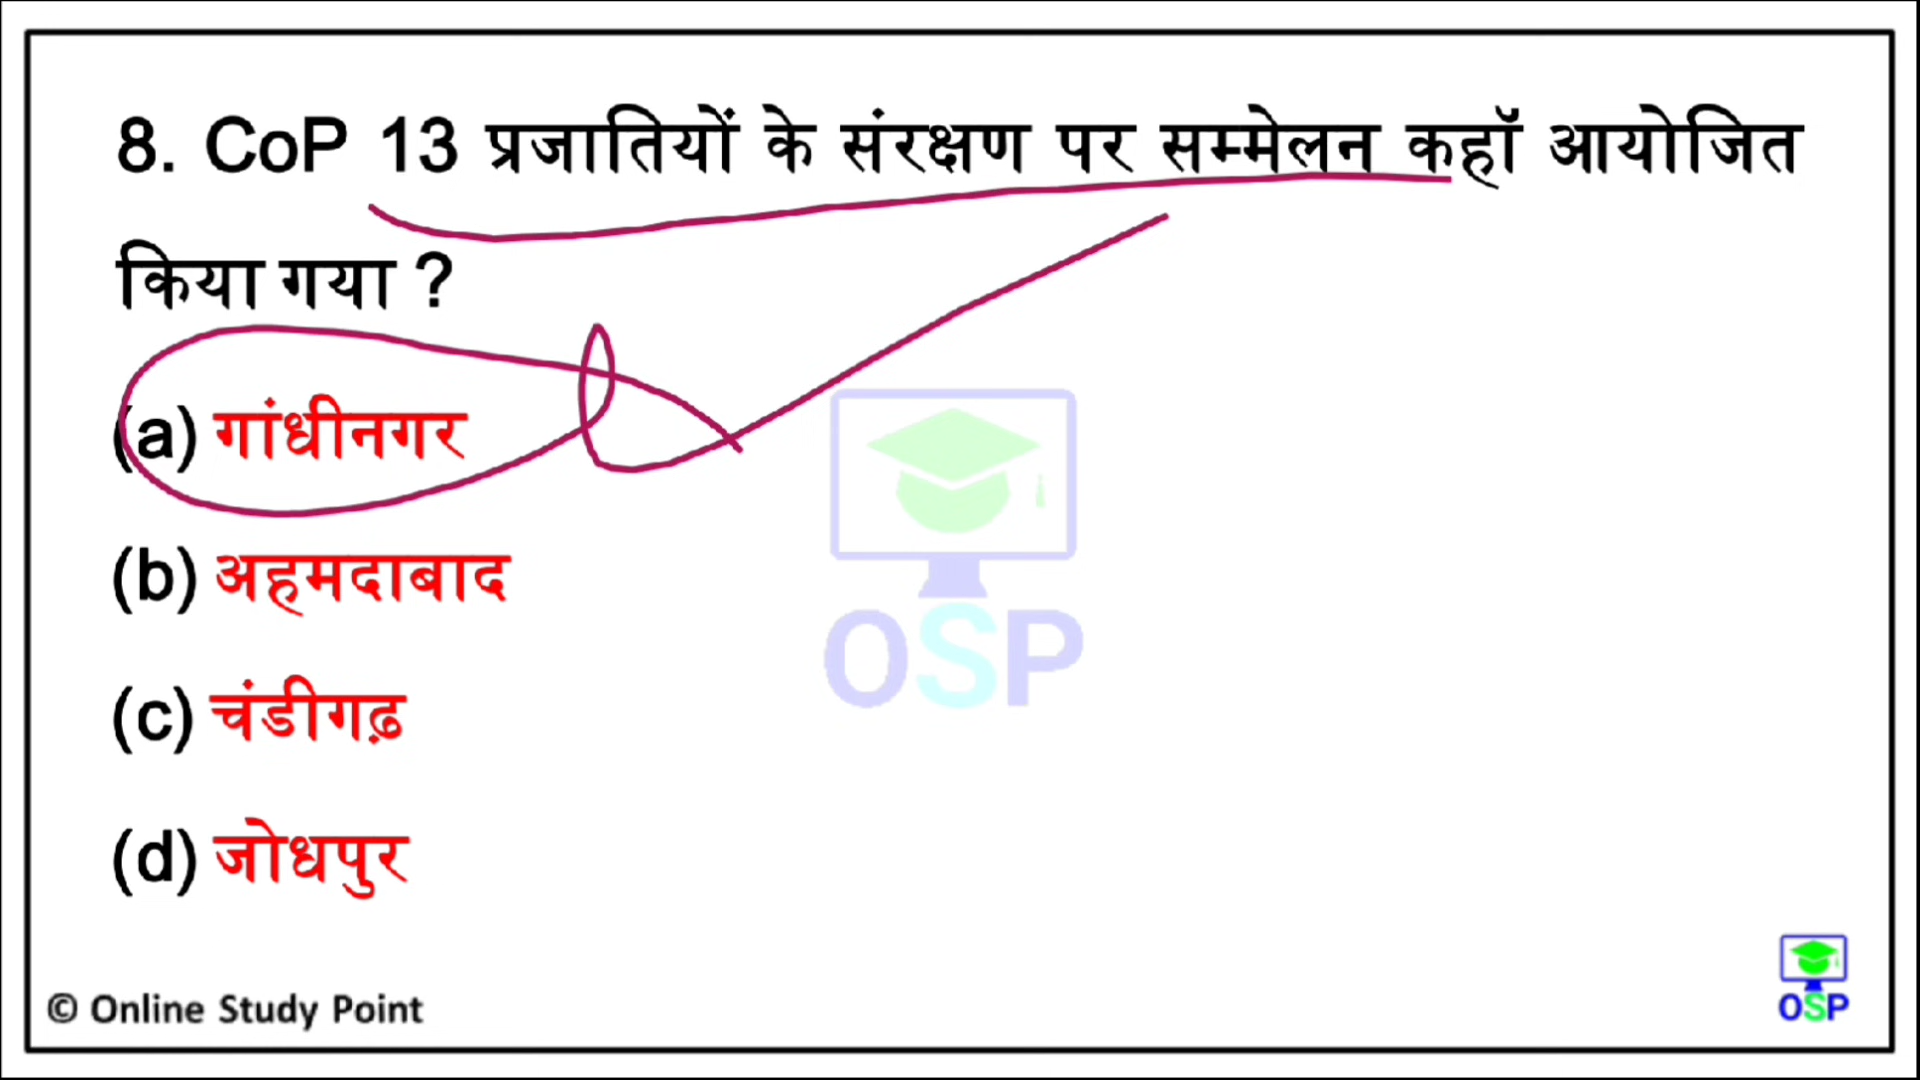 8. CoP 13 प्रजातियों के संरक्षण पर सम्मेलन कहॉ आयोजित
किया गया ?
(a) गांधीनगर
(b) अहमदाबाद
(c) चंडीगढ़
(d) जोधपुर
OSP
© Online Study Point
OSP